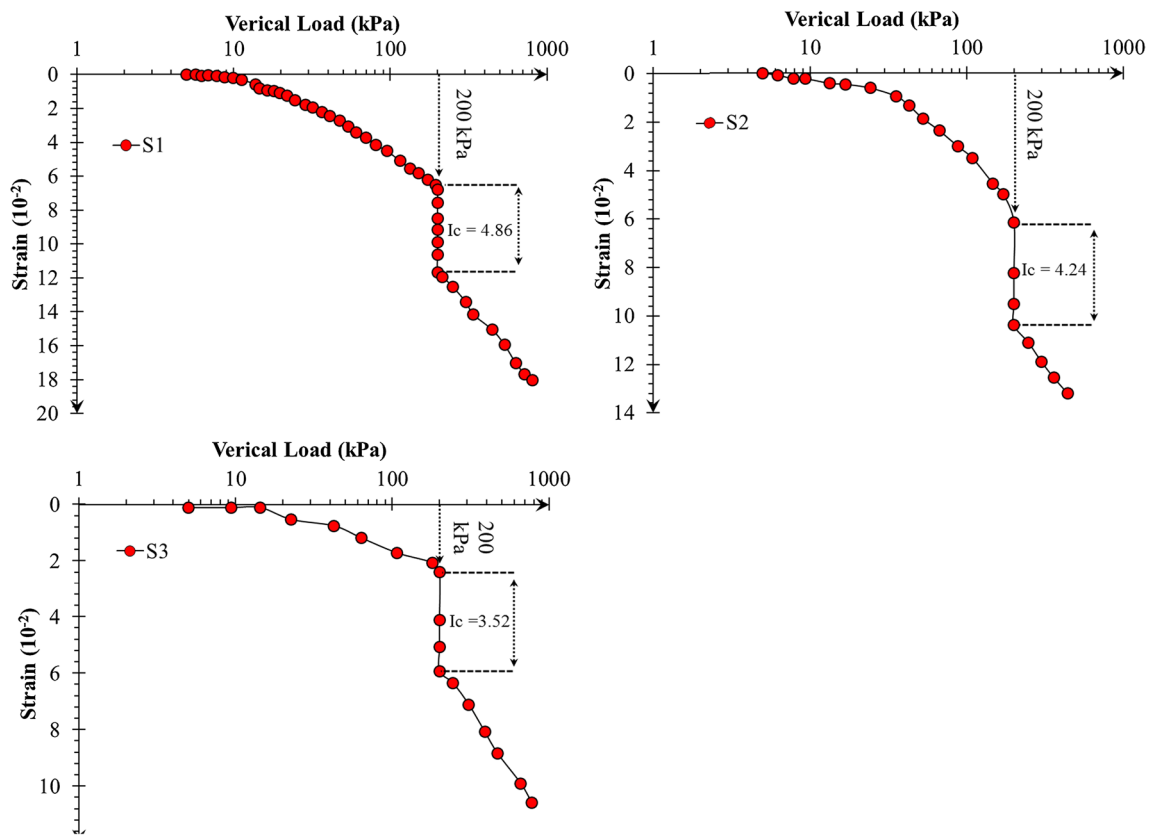 Verical Load (kPa)
1 10 100 1000
0
2
4
6
8
10
12
14
16
18
20
Strain (10-2)
S1
200 kPa
Ic = 4.86
Verical Load (kPa)
1 10 100 1000
0
2
4
6
8
10
12
14
Strain (10-2)
S2
200 kPa
Ic = 4.24
Verical Load (kPa)
1 10 100 1000
0
2
4
6
8
10
Strain (10-2)
S3
200
kPa
Ic =3.52